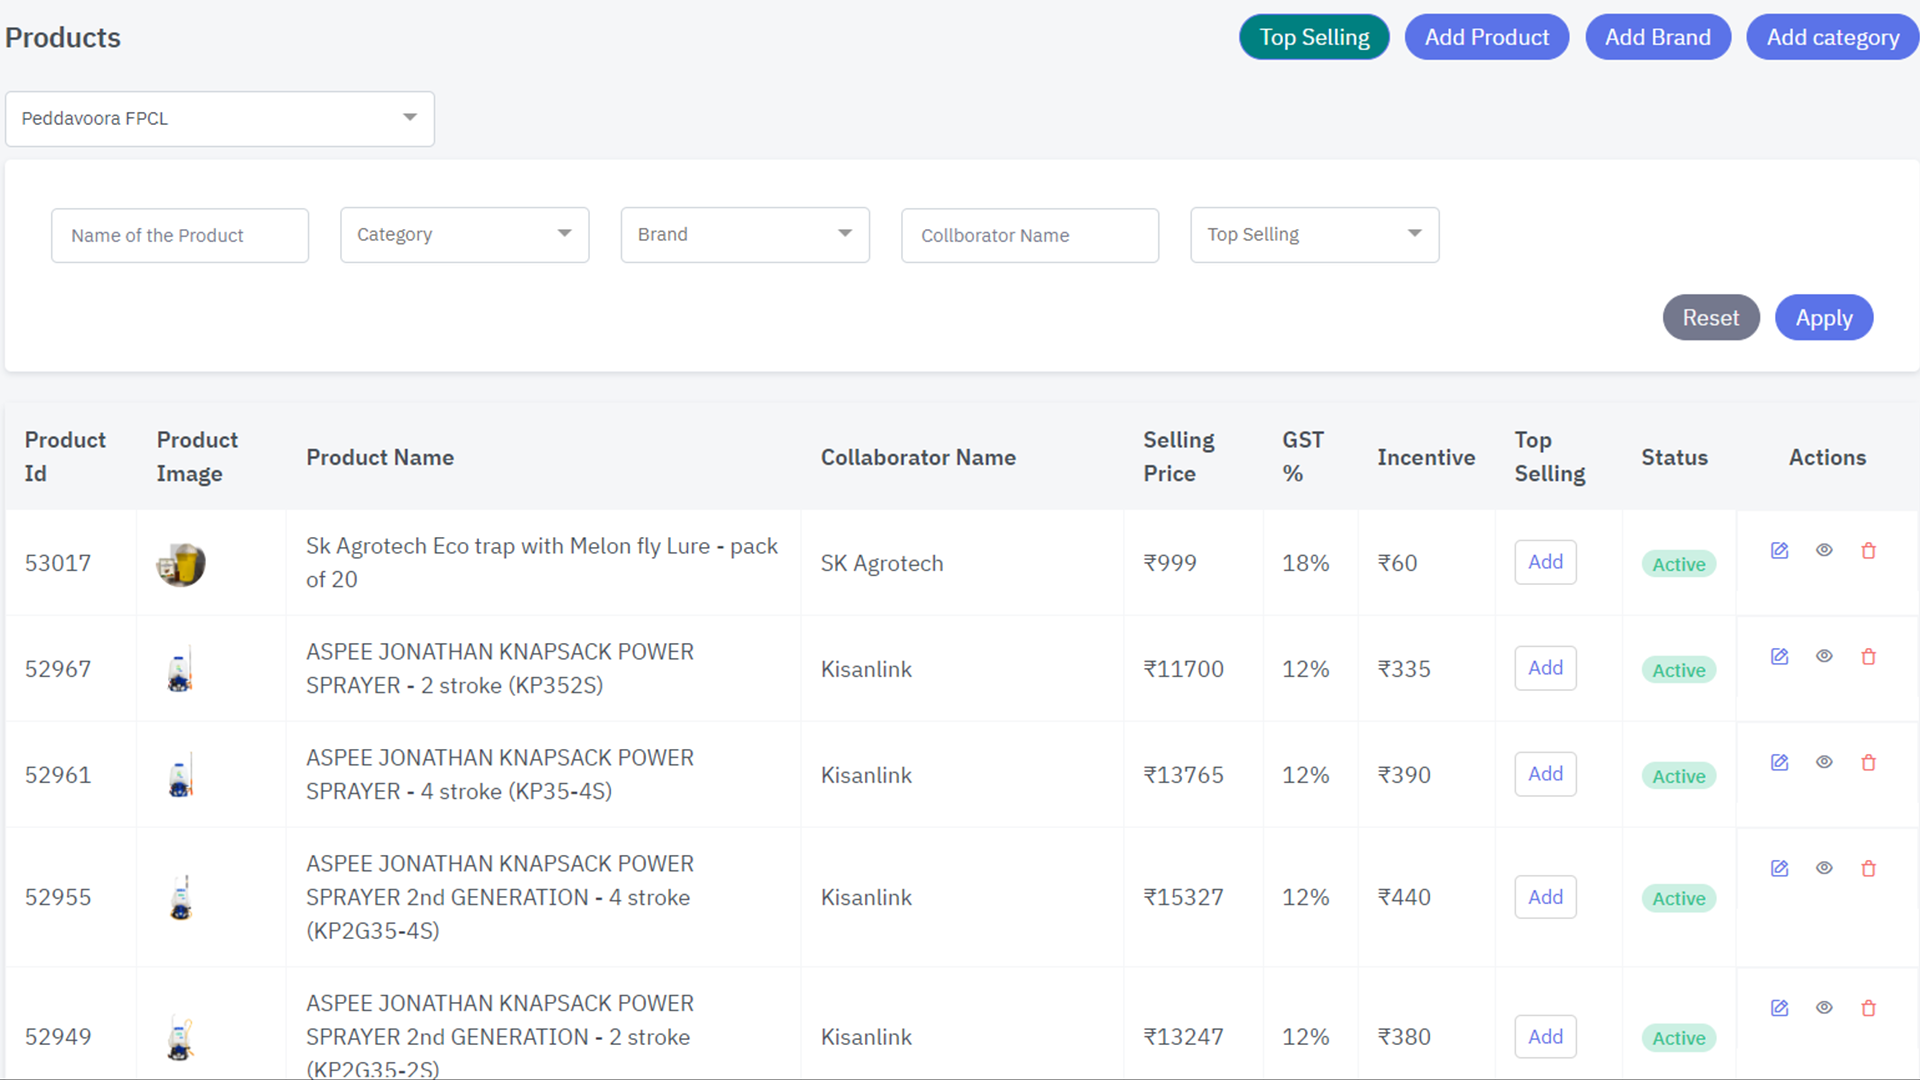 Products
Top Selling
Add Product
Add Brand
Add category
Peddavoora FPCL
Name of the Product
Category
Brand
Collborator Name
Top Selling
Reset
Apply
Product Id
Product Image
Product Name
Collaborator Name
Selling Price
GST %
Incentive
Top Selling
Status
Actions
53017
Sk Agrotech Eco trap with Melon fly Lure - pack
of 20
SK Agrotech
₹999
18%
₹60
Add
Active
52967
ASPEE JONATHAN KNAPSACK POWER
SPRAYER - 2 stroke (KP352S)
Kisanlink
₹11700
12%
₹335
Add
Active
52961
ASPEE JONATHAN KNAPSACK POWER
SPRAYER - 4 stroke (KP35-4S)
Kisanlink
₹13765
12%
₹390
Add
Active
52955
ASPEE JONATHAN KNAPSACK POWER
SPRAYER 2nd GENERATION - 4 stroke
(KP2G35-4S)
Kisanlink
₹15327
12%
₹440
Add
Active
52949
ASPEE JONATHAN KNAPSACK POWER
SPRAYER 2nd GENERATION - 2 stroke
(KP2G35-2S)
Kisanlink
₹13247
12%
₹380
Add
Active